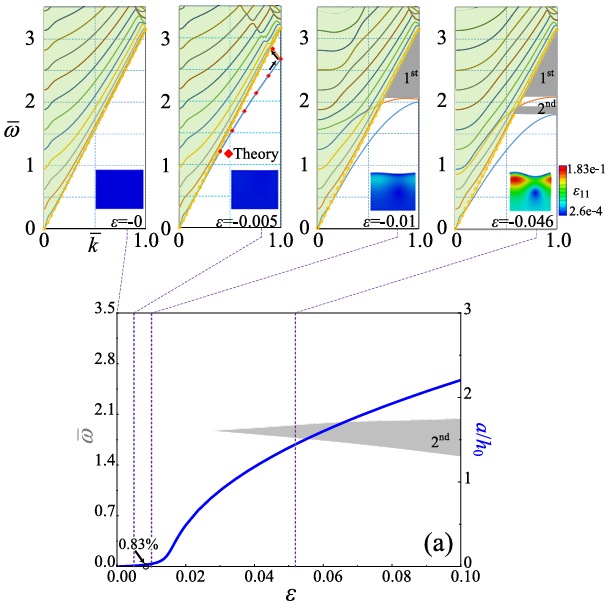 3 3 3 3
2 2 2 2
1 1 1 1
0 0 0 0
ω̄
1st 1st
2nd
Theory
1.83e-1
ε11
2.6e-4
ε=-0 ε=-0.005 ε=-0.01 ε=-0.046
k̄ 1.0 0 1.0 0 1.0 0 1.0
3.5 3
2.8
2.1 2
ω̄ a/h0
2nd
1.4
1
0.7
0.83% (a)
0.0 0
0.00 0.02 0.04 0.06 0.08 0.10
ε